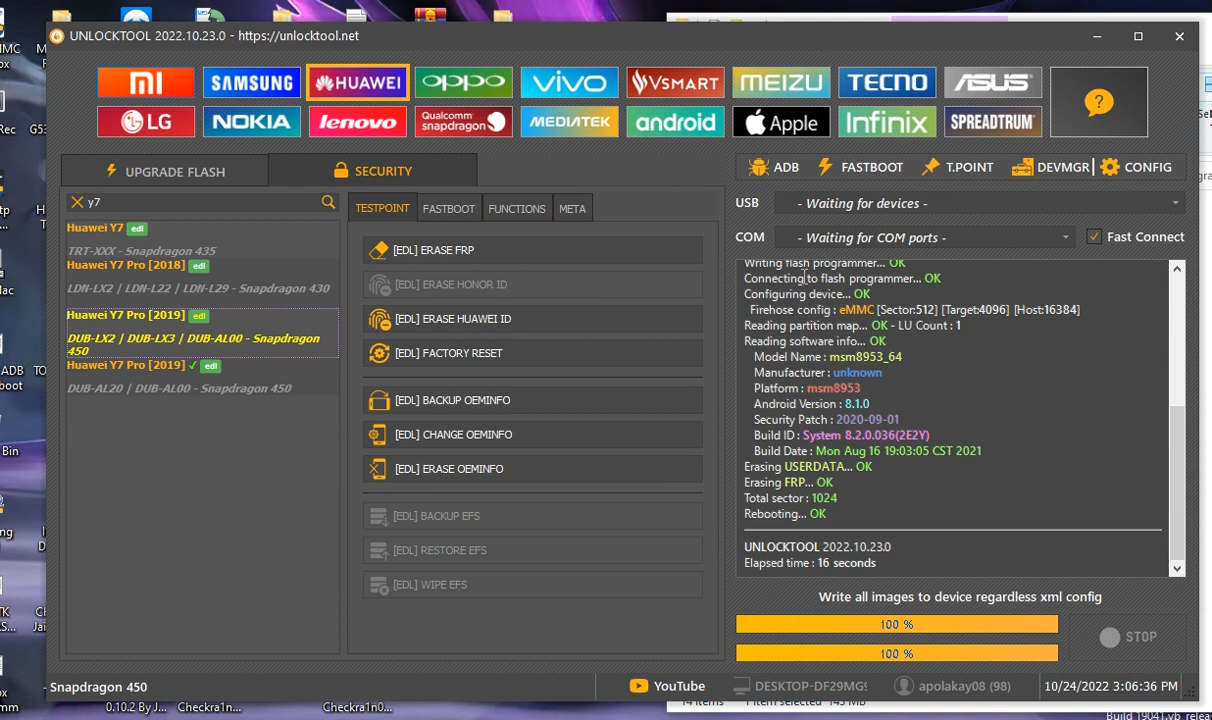 UNLOCKTOOL 2022.10.23.0 - https://unlocktool.net
MI SAMSUNG HUAWEI OPPO VIVO VSMART MEIZU TECNO ASUS
LG NOKIA lenovo Qualcomm snapdragon MEDIATEK android Apple Infinix SPREADTRUM ?
UPGRADE FLASH SECURITY
ADB FASTBOOT T.POINT DEVMGR CONFIG
y7
TESTPOINT FASTBOOT FUNCTIONS META
USB - Waiting for devices -
COM - Waiting for COM ports - Fast Connect
Huawei Y7 edl
TRT-XXX - Snapdragon 435
Huawei Y7 Pro [2018] edl
LDN-LX2 | LDN-L22 | LDN-L29 - Snapdragon 430
Huawei Y7 Pro [2019] edl
DUB-LX2 | DUB-LX3 | DUB-AL00 - Snapdragon
450
Huawei Y7 Pro [2019] ✓ edl
DUB-AL20 | DUB-AL00 - Snapdragon 450
[EDL] ERASE FRP
[EDL] ERASE HONOR ID
[EDL] ERASE HUAWEI ID
[EDL] FACTORY RESET
[EDL] BACKUP OEMINFO
[EDL] CHANGE OEMINFO
[EDL] ERASE OEMINFO
[EDL] BACKUP EFS
[EDL] RESTORE EFS
[EDL] WIPE EFS
Writing flash programmer... OK
Connecting to flash programmer... OK
Configuring device... OK
Firehose config : eMMC [Sector:512] [Target:4096] [Host:16384]
Reading partition map... OK - LU Count : 1
Reading software info... OK
Model Name : msm8953_64
Manufacturer : unknown
Platform : msm8953
Android Version : 8.1.0
Security Patch : 2020-09-01
Build ID : System 8.2.0.036(2E2Y)
Build Date : Mon Aug 16 19:03:05 CST 2021
Erasing USERDATA... OK
Erasing FRP... OK
Total sector : 1024
Rebooting... OK
UNLOCKTOOL 2022.10.23.0
Elapsed time : 16 seconds
Write all images to device regardless xml config
100 %
100 %
STOP
Snapdragon 450
YouTube
apolakay08 (98)
10/24/2022 3:06:36 PM
0.10.2 By J...
Checkra1n...
Checkra1n0...